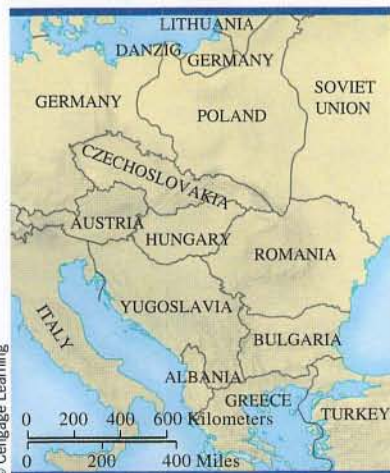 LITHUANIA
DANZIG
GERMANY
GERMANY
POLAND
SOVIET
UNION
CZECHOSLOVAKIA
AUSTRIA
HUNGARY
ROMANIA
YUGOSLAVIA
ITALY
BULGARIA
ALBANIA
GREECE
TURKEY
0 200 400 600 Kilometers
0 200 400 Miles
© Cengage Learning